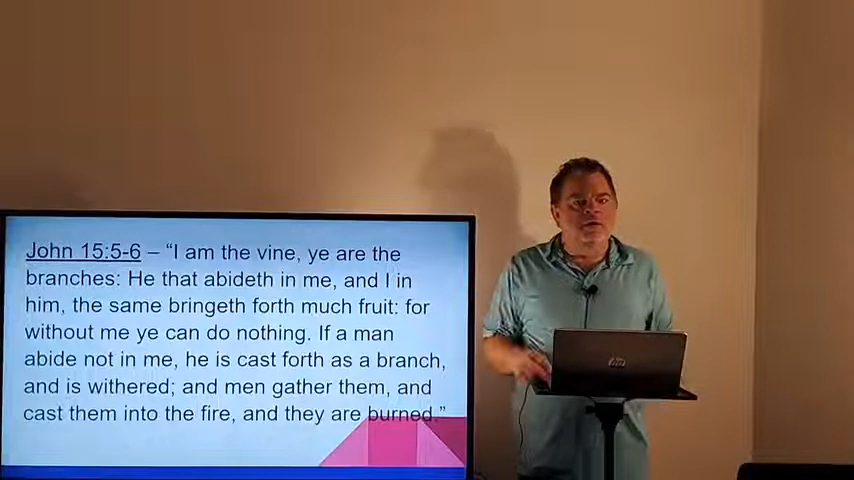 John 15:5-6 – “I am the vine, ye are the
branches: He that abideth in me, and I in
him, the same bringeth forth much fruit: for
without me ye can do nothing. If a man
abide not in me, he is cast forth as a branch,
and is withered; and men gather them, and
cast them into the fire, and they are burned.”
hp